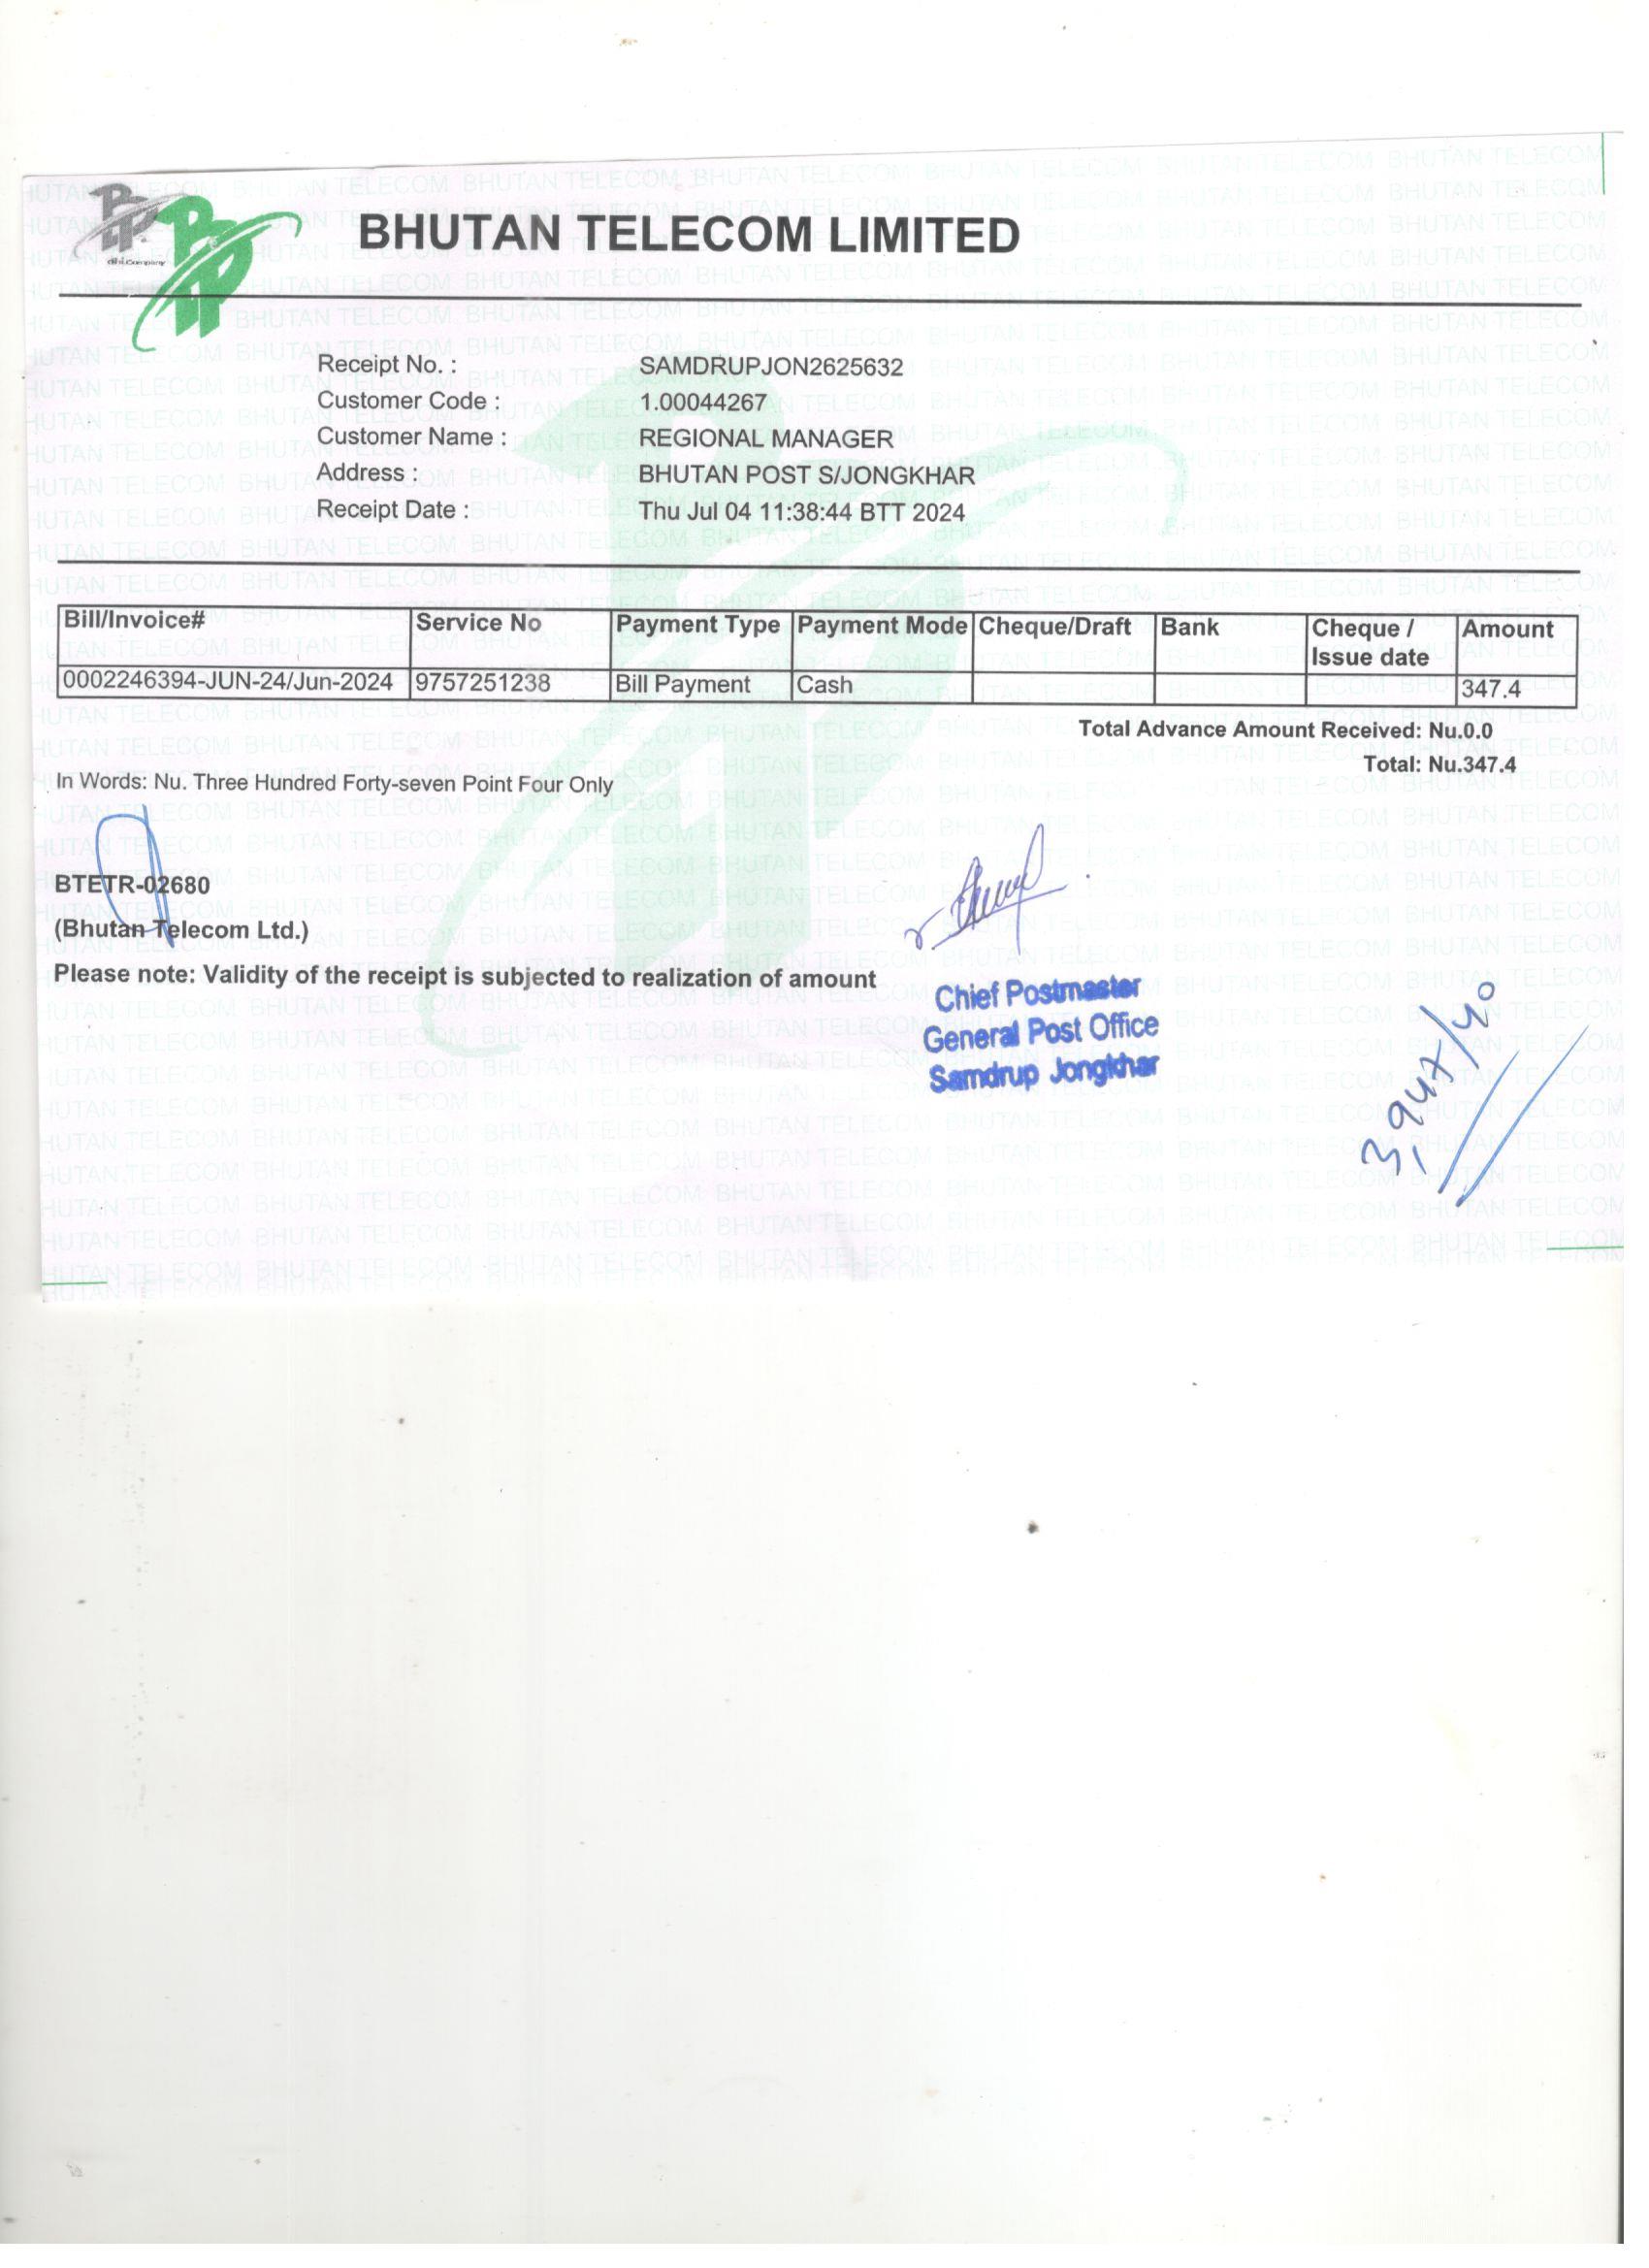 BHUTAN TELECOM LIMITED
Receipt No. : SAMDRUPJON2625632
Customer Code : 1.00044267
Customer Name : REGIONAL MANAGER
Address : BHUTAN POST S/JONGKHAR
Receipt Date : Thu Jul 04 11:38:44 BTT 2024
Bill/Invoice# Service No Payment Type Payment Mode Cheque/Draft Bank Cheque / Issue date Amount
0002246394-JUN-24/Jun-2024 9757251238 Bill Payment Cash 347.4
Total Advance Amount Received: Nu.0.0
Total: Nu.347.4
In Words: Nu. Three Hundred Forty-seven Point Four Only
BTETR-02680
(Bhutan Telecom Ltd.)
Please note: Validity of the receipt is subjected to realization of amount
Chief Postmaster
General Post Office
Samdrup Jongkhar